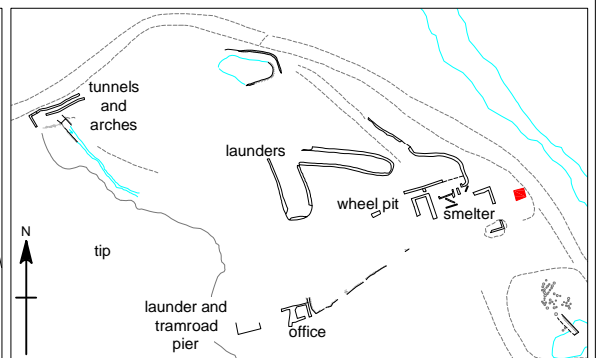 tunnels
and
arches
launders
wheel pit
smelter
N
tip
launder and
tramroad
pier
office